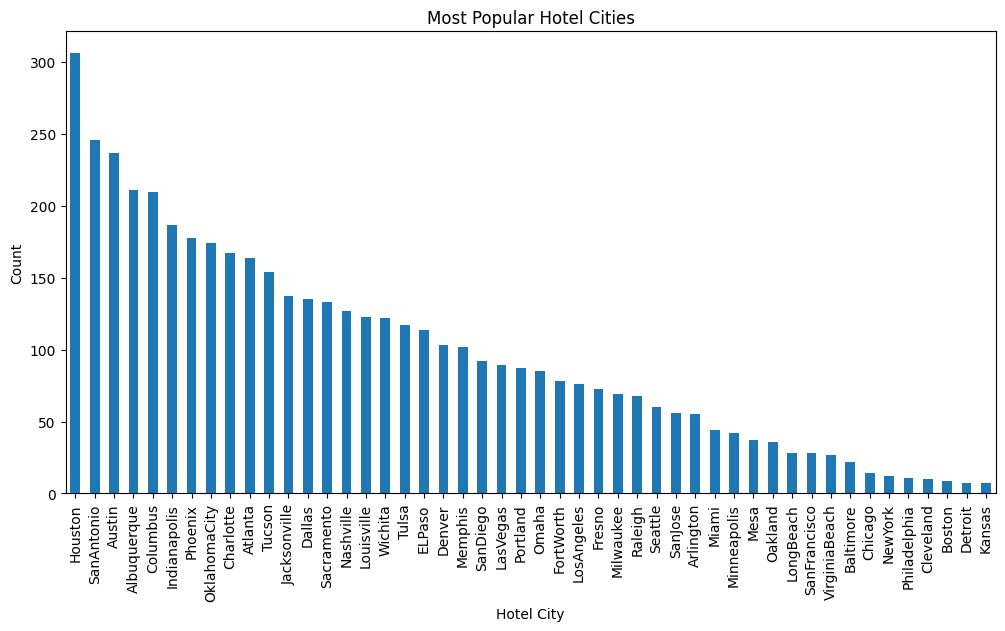 Most Popular Hotel Cities
Count
300
250
200
150
100
50
0
Houston
SanAntonio
Austin
Albuquerque
Columbus
Indianapolis
Phoenix
OklahomaCity
Charlotte
Atlanta
Tucson
Jacksonville
Dallas
Sacramento
Nashville
Louisville
Wichita
Tulsa
ELPaso
Denver
Memphis
SanDiego
LasVegas
Portland
Omaha
FortWorth
LosAngeles
Fresno
Milwaukee
Raleigh
Seattle
SanJose
Arlington
Miami
Minneapolis
Mesa
Oakland
LongBeach
SanFrancisco
VirginiaBeach
Baltimore
Chicago
NewYork
Philadelphia
Cleveland
Boston
Detroit
Kansas
Hotel City